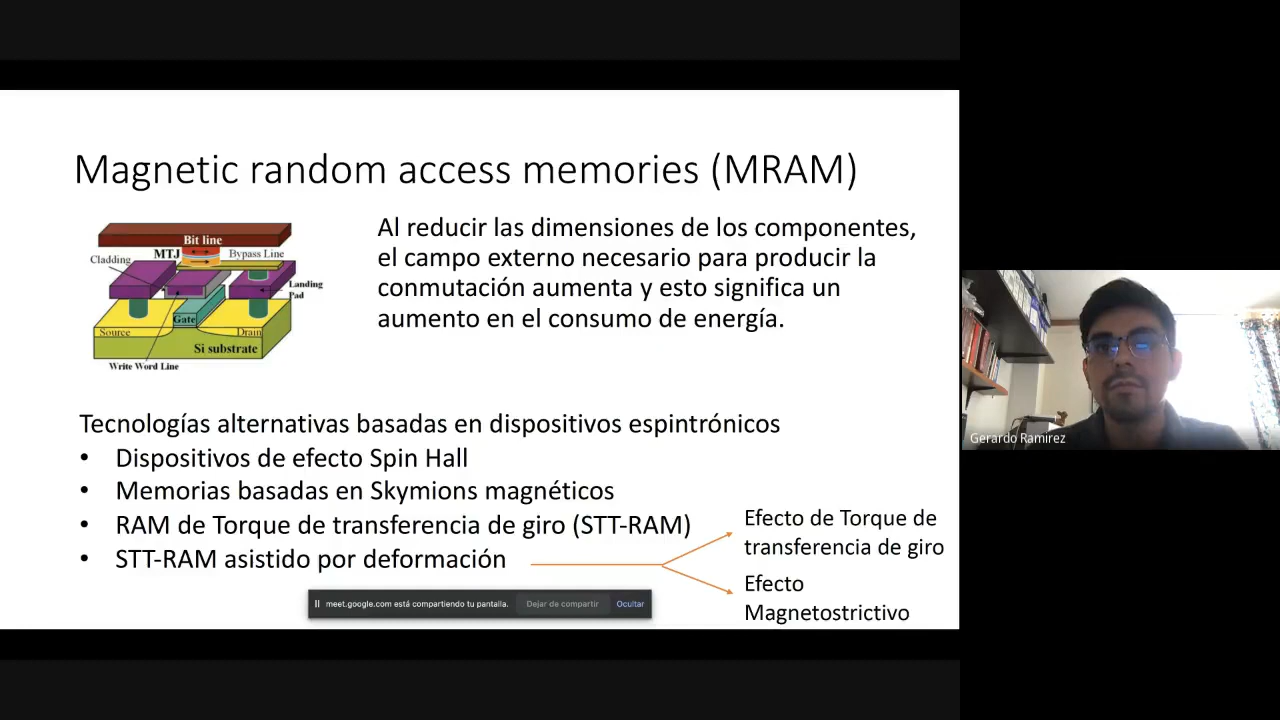 Magnetic random access memories (MRAM)
Bit line
MTJ
Bypass Line
Cladding
Landing
Pad
Gate
Source
Drain
Si substrate
Write Word Line
Al reducir las dimensiones de los componentes,
el campo externo necesario para producir la
conmutación aumenta y esto significa un
aumento en el consumo de energía.
Tecnologías alternativas basadas en dispositivos espintrónicos
• Dispositivos de efecto Spin Hall
• Memorias basadas en Skymions magnéticos
• RAM de Torque de transferencia de giro (STT-RAM)
• STT-RAM asistido por deformación
Efecto de Torque de
transferencia de giro
Efecto
Magnetostrictivo
meet.google.com está compartiendo tu pantalla.
Dejar de compartir
Ocultar
Gerardo Ramirez